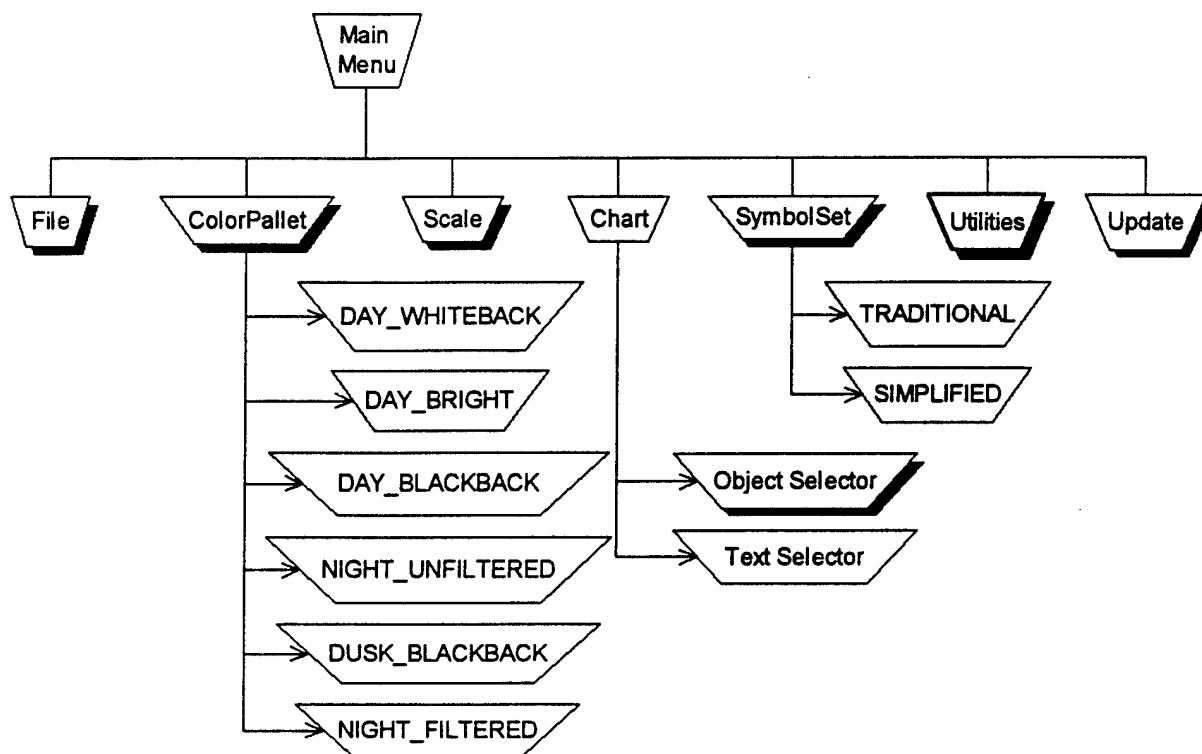 Main
Menu
File
ColorPallet
Scale
Chart
SymbolSet
Utilities
Update
DAY_WHITEBACK
DAY_BRIGHT
DAY_BLACKBACK
NIGHT_UNFILTERED
DUSK_BLACKBACK
NIGHT_FILTERED
Object Selector
Text Selector
TRADITIONAL
SIMPLIFIED